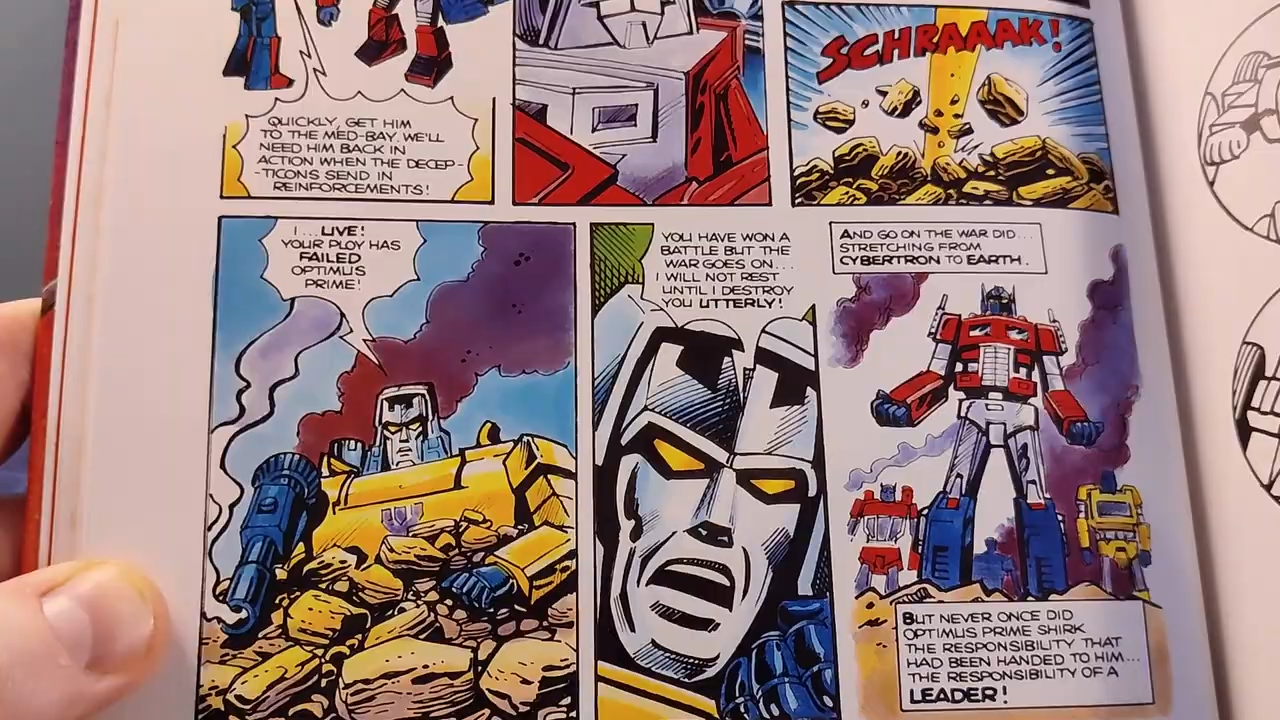 QUICKLY, GET HIM
TO THE MED-BAY. WE'LL
NEED HIM BACK IN
ACTION WHEN THE DECEP-
-TICONS SEND IN
REINFORCEMENTS!
SCHRAAAK!
I... LIVE!
YOUR PLOY HAS
FAILED
OPTIMUS
PRIME!
YOU HAVE WON A
BATTLE BUT THE
WAR GOES ON...
I WILL NOT REST
UNTIL I DESTROY
YOU UTTERLY!
AND GO ON THE WAR DID...
STRETCHING FROM
CYBERTRON TO EARTH.
BUT NEVER ONCE DID
OPTIMUS PRIME SHIRK
THE RESPONSIBILITY THAT
HAD BEEN HANDED TO HIM...
THE RESPONSIBILITY OF A
LEADER!